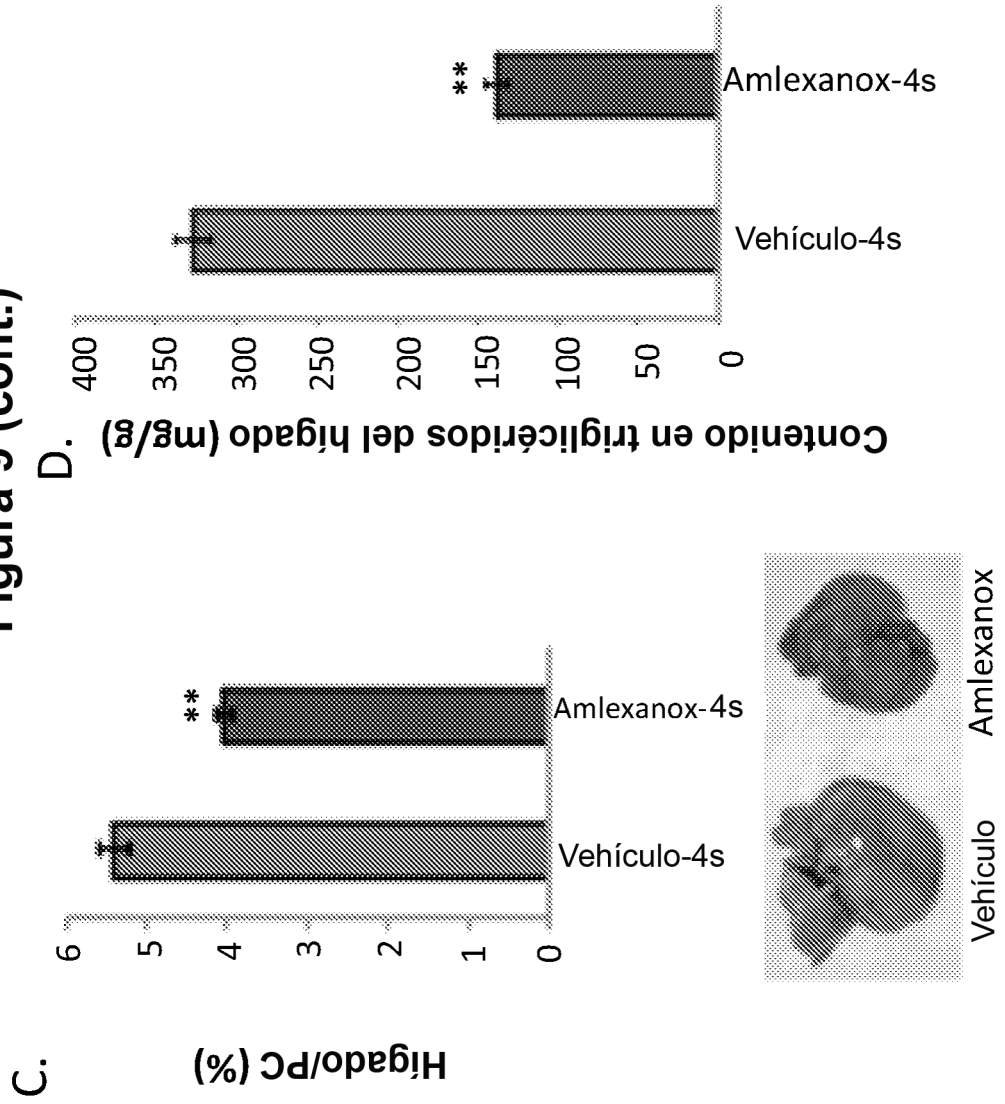 Figura 9 (cont.)
C.
Hígado/PC (%)
6
5
4
3
2
1
0
**
Vehículo-4s
Amlexanox-4s
Vehículo
Amlexanox
D.
Contenido en triglicéridos del hígado (mg/g)
400
350
300
250
200
150
100
50
0
**
Vehículo-4s
Amlexanox-4s